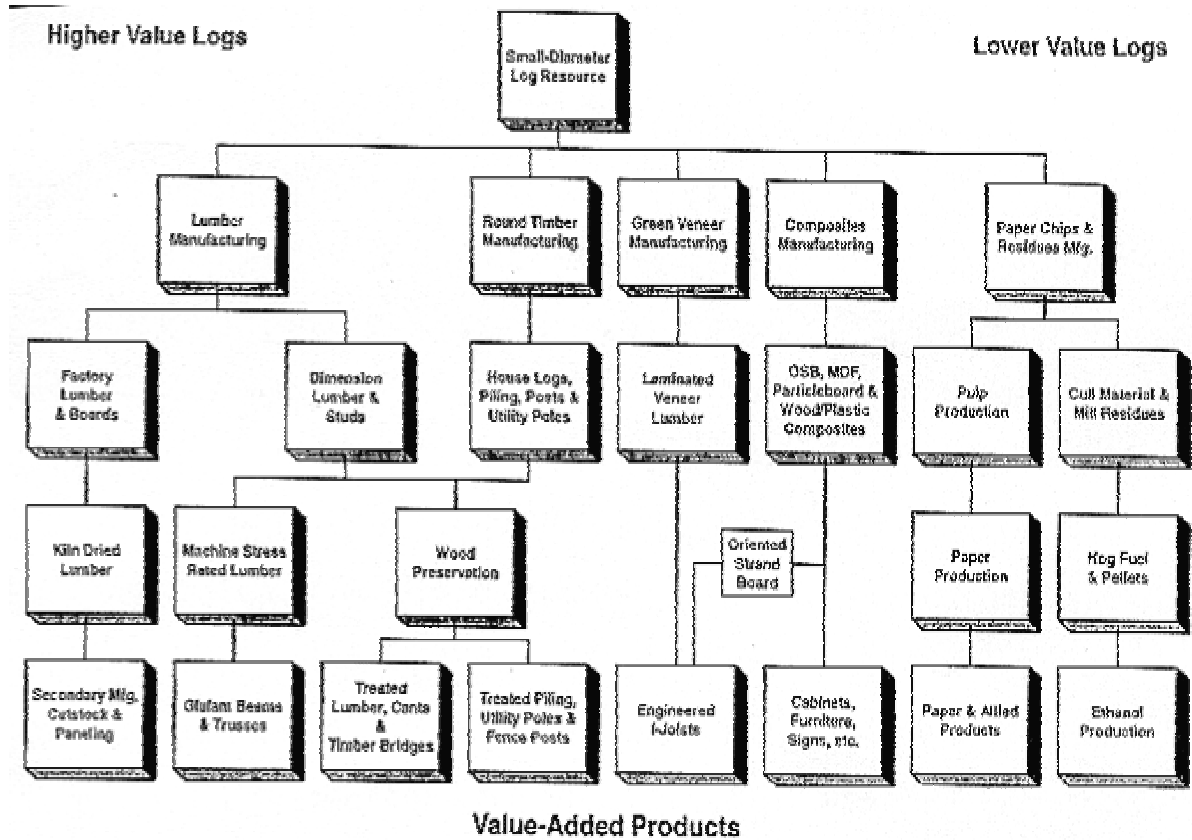 Higher Value Logs
Lower Value Logs
Small-Diameter
Log Resource
Lumber
Manufacturing
Round Timber
Manufacturing
Green Veneer
Manufacturing
Composites
Manufacturing
Paper Chips &
Residues Mfg.
Factory
Lumber
& Boards
Dimension
Lumber &
Studs
House Logs,
Piling, Posts &
Utility Poles
Laminated
Veneer
Lumber
OSB, MDF,
Particleboard &
Wood/Plastic
Composites
Pulp
Production
Cull Material &
Mill Residues
Kiln Dried
Lumber
Machine Stress
Rated Lumber
Wood
Preservation
Oriented
Strand
Board
Paper
Production
Hog Fuel
& Pellets
Secondary Mfg.
Cutstock &
Paneling
Glulam Beams
& Trusses
Treated
Lumber, Cants
&
Timber Bridges
Treated Piling,
Utility Poles &
Fence Posts
Engineered
I-Joists
Cabinets,
Furniture,
Signs, etc.
Paper & Allied
Products
Ethanol
Production
Value-Added Products